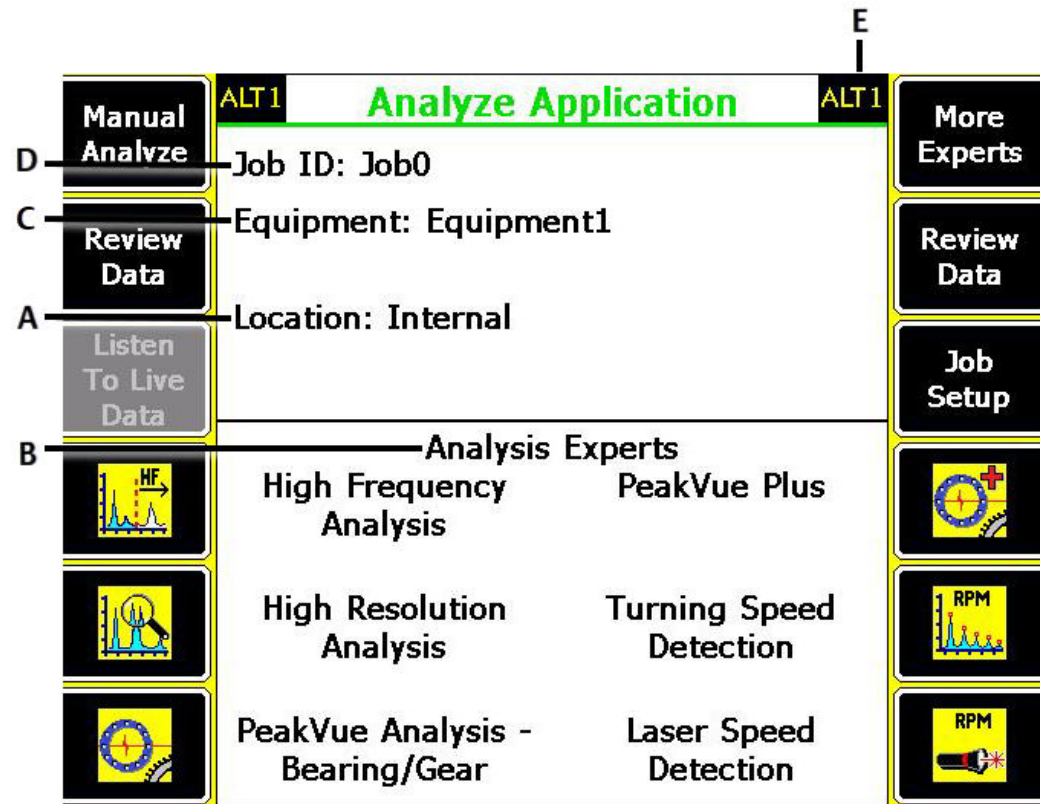 E
Manual
Analyze
ALT1
Analyze Application
ALT1
More
Experts
D
Job ID: Job0
C
Equipment: Equipment1
Review
Data
Review
Data
A
Location: Internal
Listen
To Live
Data
Job
Setup
B
Analysis Experts
HF
High Frequency
Analysis
PeakVue Plus
High Resolution
Analysis
Turning Speed
Detection
RPM
PeakVue Analysis -
Bearing/Gear
Laser Speed
Detection
RPM